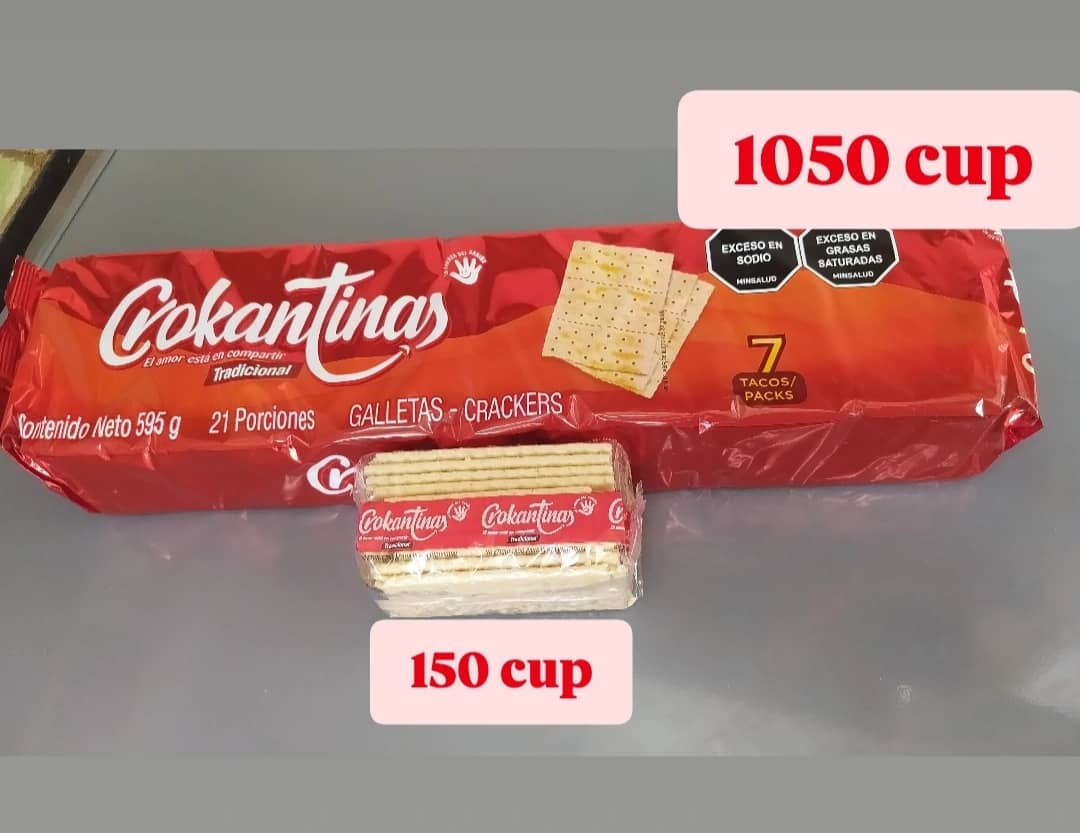 1050 cup
EXCESO EN
SODIO
MINSALUD
EXCESO EN
GRASAS
SATURADAS
MINSALUD
Crokantinas
El amor está en compartir
Tradicional
7
TACOS/
PACKS
Contenido Neto 595 g
21 Porciones
GALLETAS - CRACKERS
Crokantinas
Tradicional
Crokantinas
Tradicional
150 cup